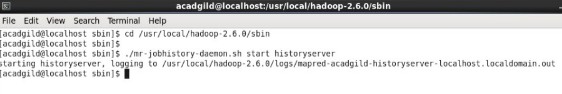 acadgild@localhost:/usr/local/hadoop-2.6.0/sbin
File Edit View Search Terminal Help
[acadgild@localhost sbin]$ cd /usr/local/hadoop-2.6.0/sbin
[acadgild@localhost sbin]$
[acadgild@localhost sbin]$ ./mr-jobhistory-daemon.sh start historyserver
starting historyserver, logging to /usr/local/hadoop-2.6.0/logs/mapred-acadgild-historyserver-localhost.localdomain.out
[acadgild@localhost sbin]$